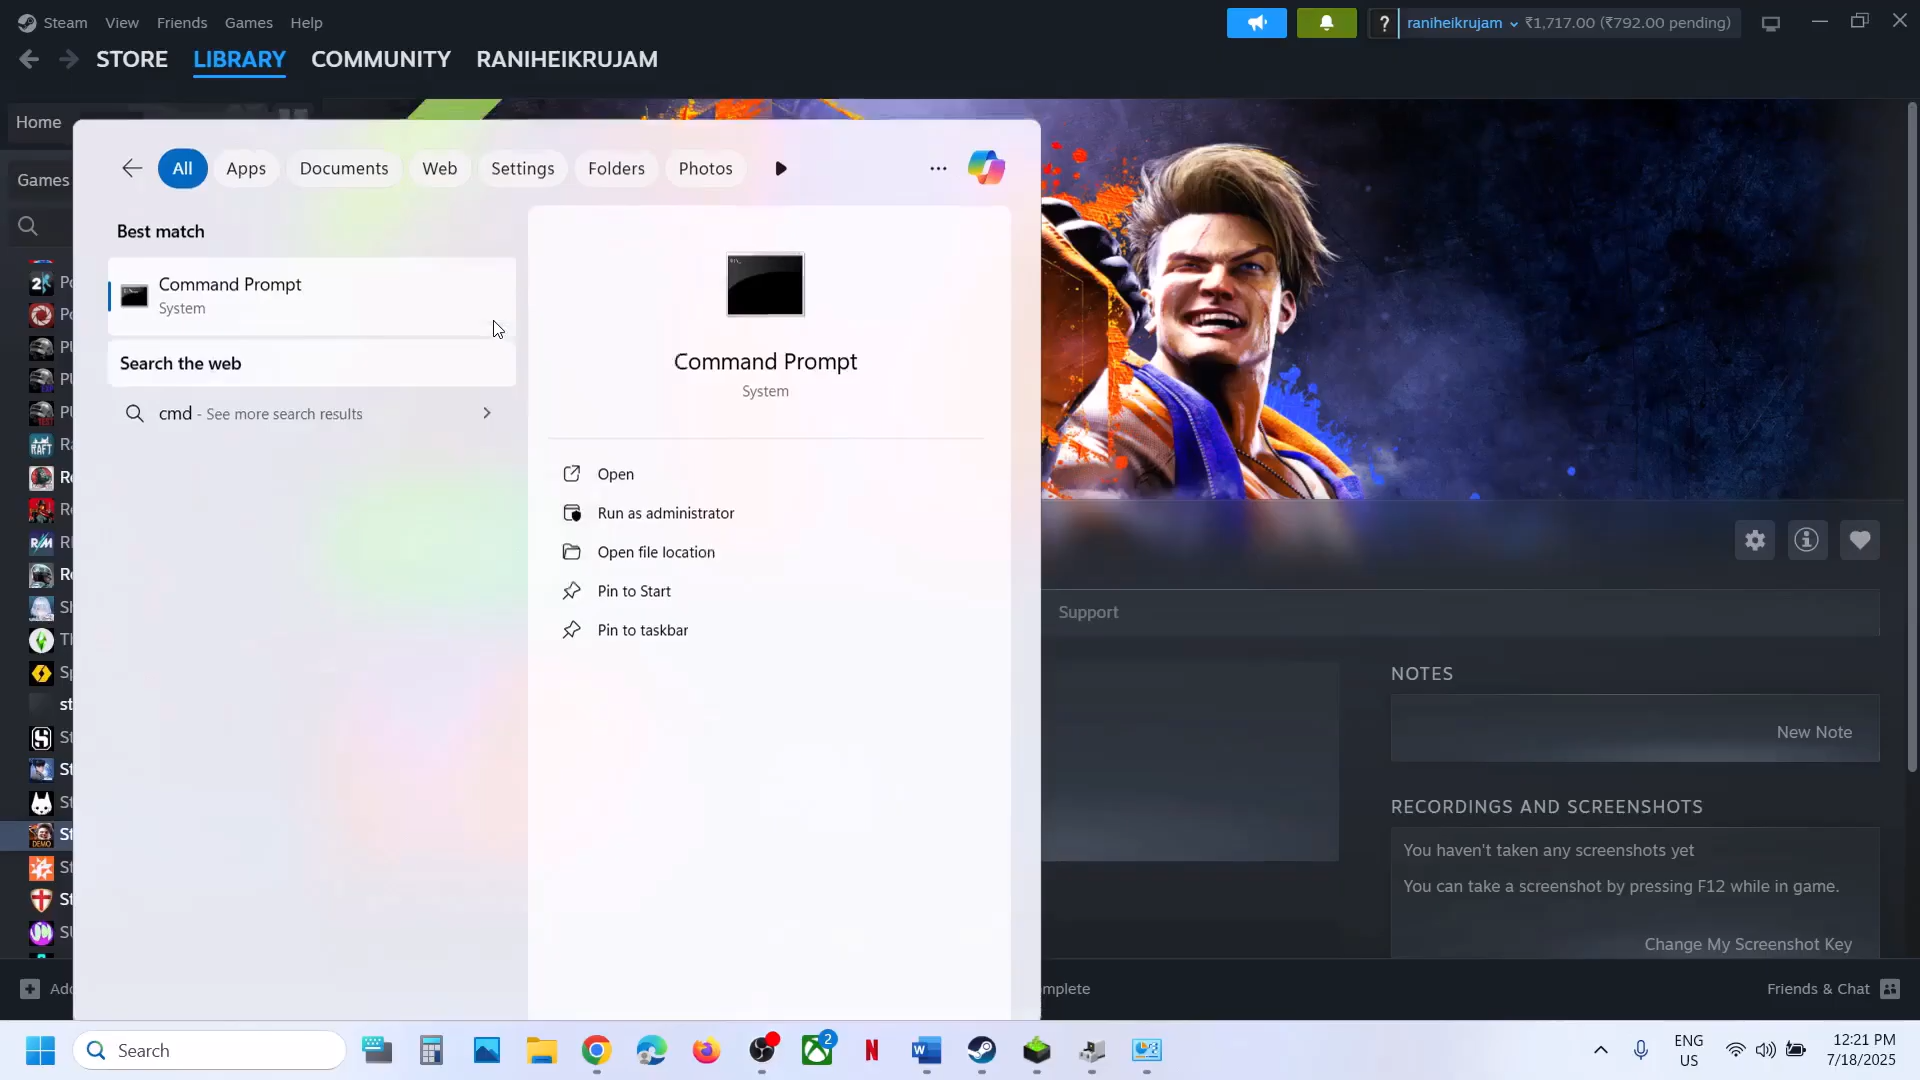 Steam View Friends Games Help
? raniheikrujam ₹1,717.00 (₹792.00 pending)
STORE LIBRARY COMMUNITY RANIHEIKRUJAM
Home
Games
All Apps Documents Web Settings Folders Photos
Best match
Command Prompt
System
Search the web
cmd - See more search results
Command Prompt
System
Open
Run as administrator
Open file location
Pin to Start
Pin to taskbar
Support
NOTES
New Note
RECORDINGS AND SCREENSHOTS
You haven't taken any screenshots yet
You can take a screenshot by pressing F12 while in game.
Change My Screenshot Key
DEMO
RAFT
Friends & Chat
Search
2
ENG
US
12:21 PM
7/18/2025